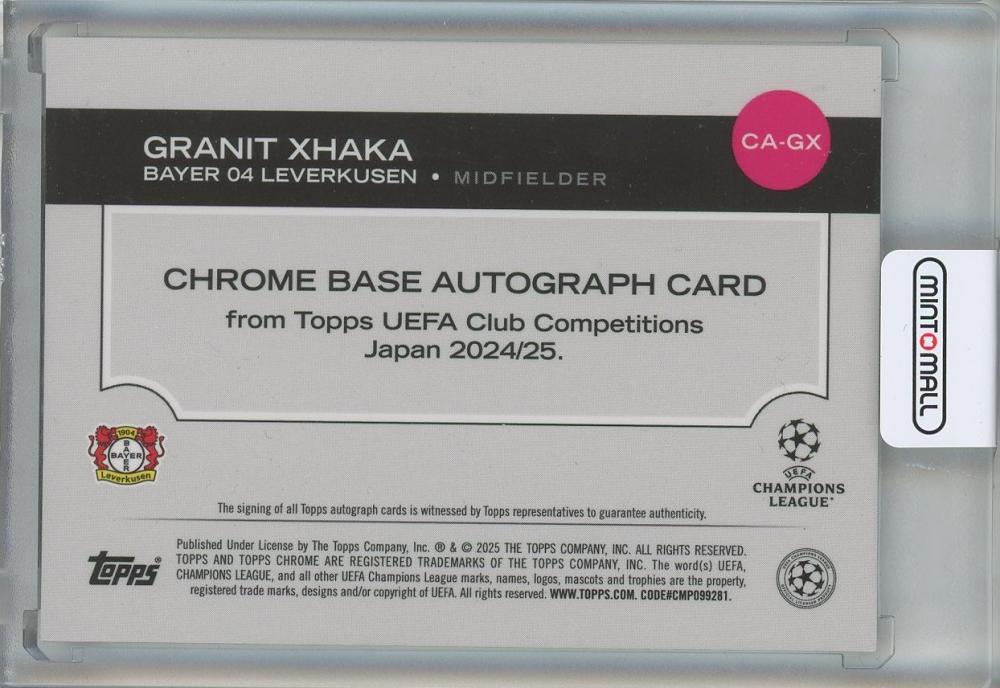 GRANIT XHAKA
BAYER 04 LEVERKUSEN • MIDFIELDER
CA-GX
CHROME BASE AUTOGRAPH CARD
from Topps UEFA Club Competitions
Japan 2024/25.
MINT MALL
1904
BAYER
BAYER
Leverkusen
UEFA
CHAMPIONS
LEAGUE
The signing of all Topps autograph cards is witnessed by Topps representatives to guarantee authenticity.
Topps®
Published Under License by The Topps Company, Inc. ® & © 2025 THE TOPPS COMPANY, INC. ALL RIGHTS RESERVED.
TOPPS AND TOPPS CHROME ARE REGISTERED TRADEMARKS OF THE TOPPS COMPANY, INC. The word(s) UEFA,
CHAMPIONS LEAGUE, and all other UEFA Champions League marks, names, logos, mascots and trophies are the property,
registered trade marks, designs and/or copyright of UEFA. All rights reserved. WWW.TOPPS.COM. CODE#CMP099281.